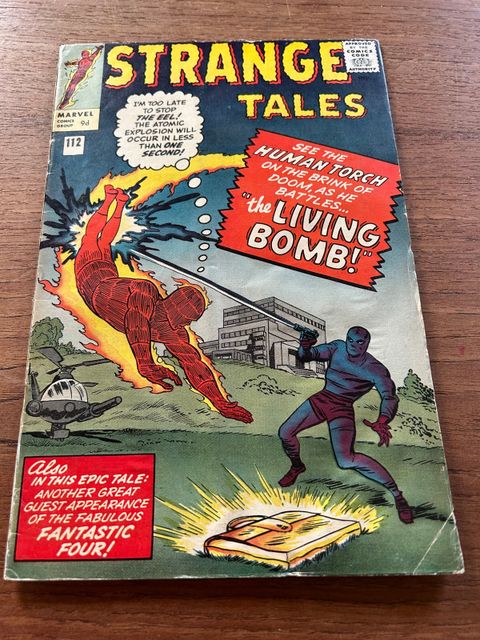 STRANGE
TALES
APPROVED
BY THE
COMICS
CODE
AUTHORITY
MARVEL
COMICS
GROUP
9d
112
I'M TOO LATE
TO STOP
THE EEL!
THE ATOMIC
EXPLOSION WILL
OCCUR IN LESS
THAN ONE
SECOND!
SEE THE
HUMAN TORCH
ON THE BRINK OF
DOOM, AS HE
BATTLES...
"the LIVING
BOMB!"
Also
IN THIS EPIC TALE:
ANOTHER GREAT
GUEST APPEARANCE
OF THE FABULOUS
FANTASTIC
FOUR!